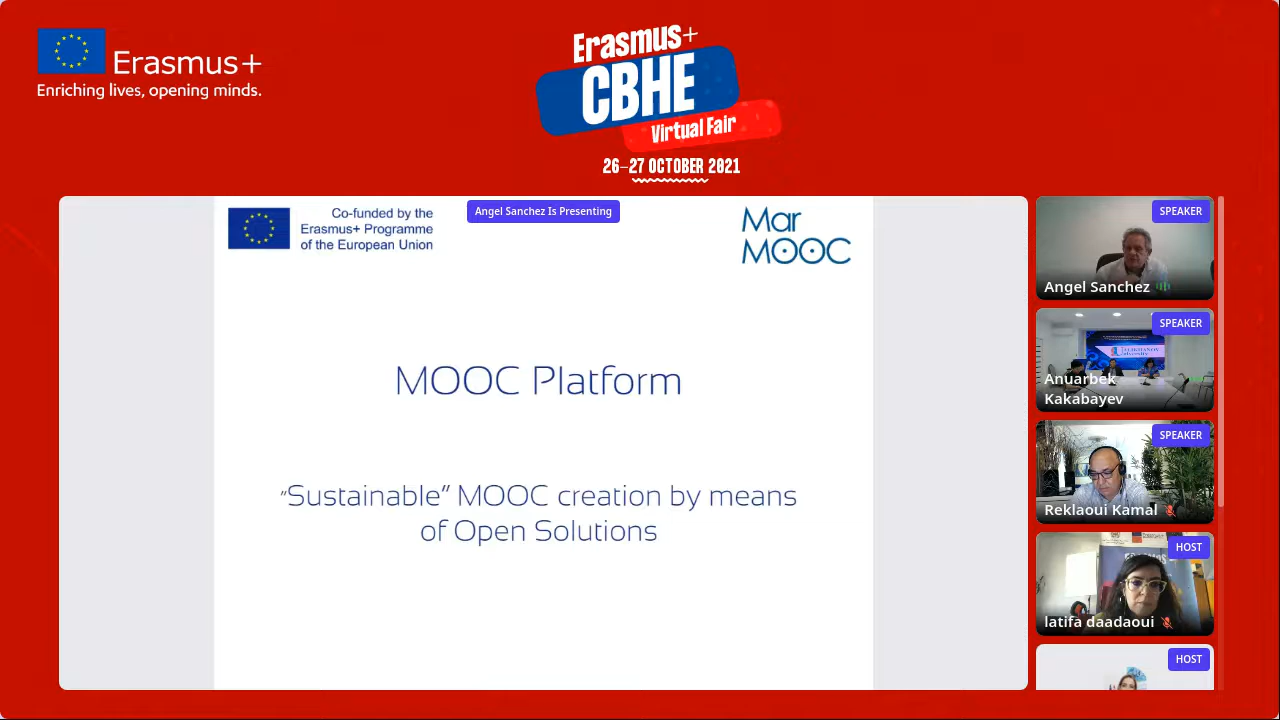 Erasmus+
Enriching lives, opening minds.
Erasmus+
CBHE
Virtual Fair
26–27 OCTOBER 2021
Angel Sanchez Is Presenting
Co-funded by the
Erasmus+ Programme
of the European Union
Mar
MOOC
MOOC Platform
"Sustainable" MOOC creation by means
of Open Solutions
SPEAKER
Angel Sanchez
SPEAKER
Anuarbek
Kakabayev
SPEAKER
Reklaoui Kamal
HOST
latifa daadaoui
HOST